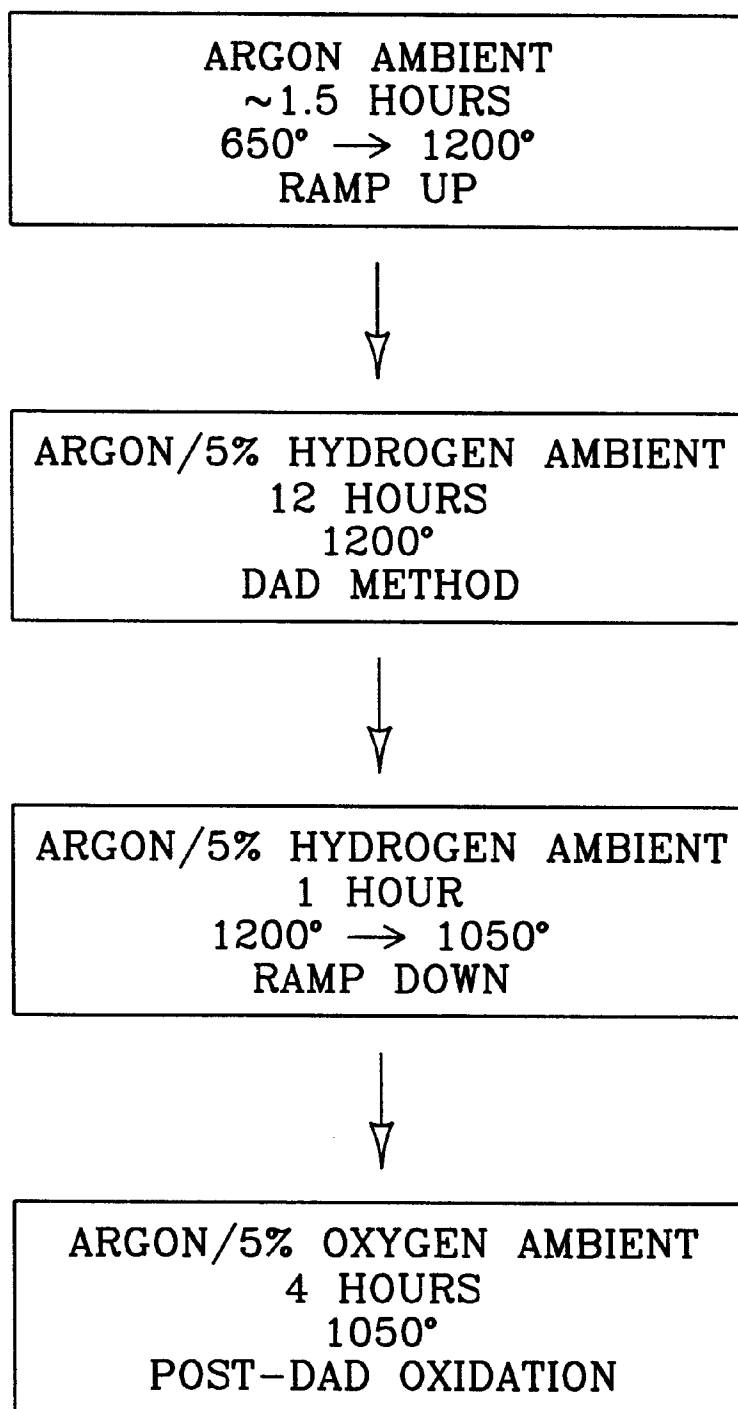 ARGON AMBIENT
~1.5 HOURS
650° → 1200°
RAMP UP
ARGON/5% HYDROGEN AMBIENT
12 HOURS
1200°
DAD METHOD
ARGON/5% HYDROGEN AMBIENT
1 HOUR
1200° → 1050°
RAMP DOWN
ARGON/5% OXYGEN AMBIENT
4 HOURS
1050°
POST-DAD OXIDATION